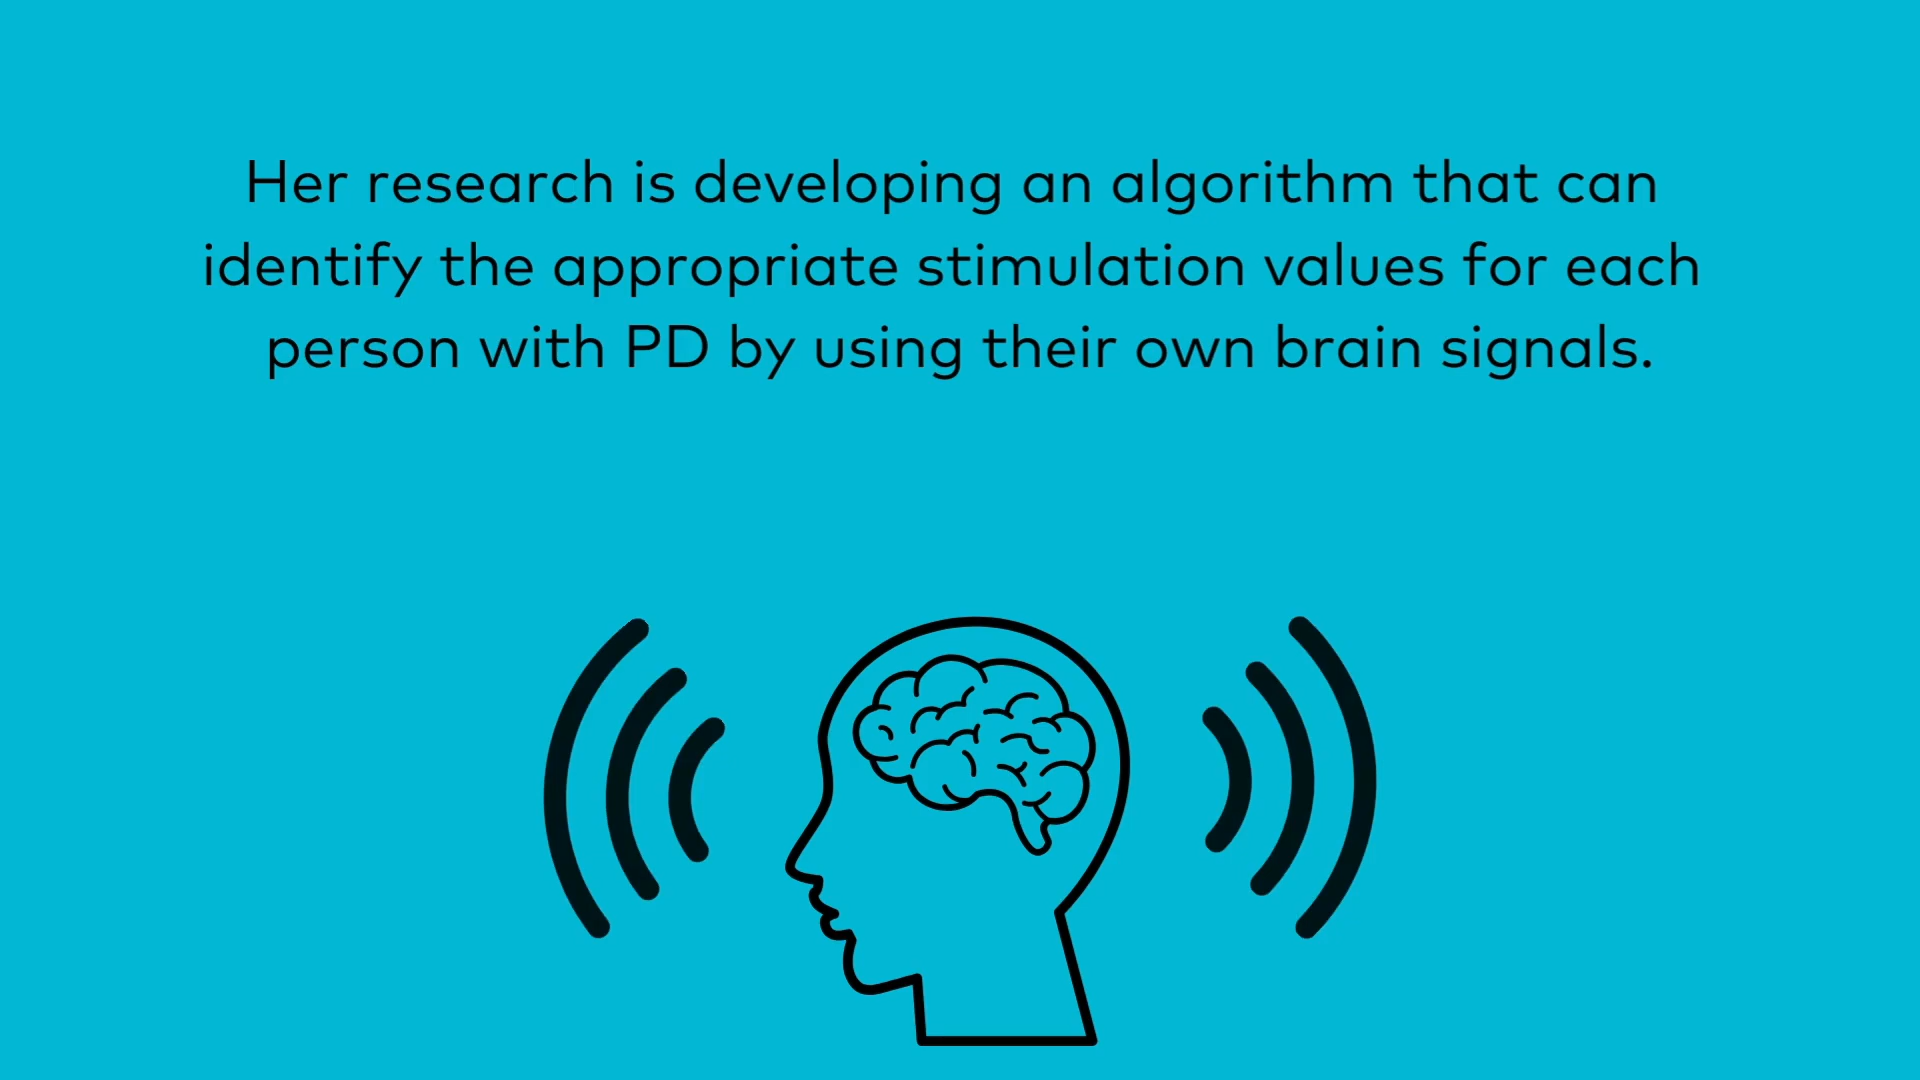 Her research is developing an algorithm that can
identify the appropriate stimulation values for each
person with PD by using their own brain signals.